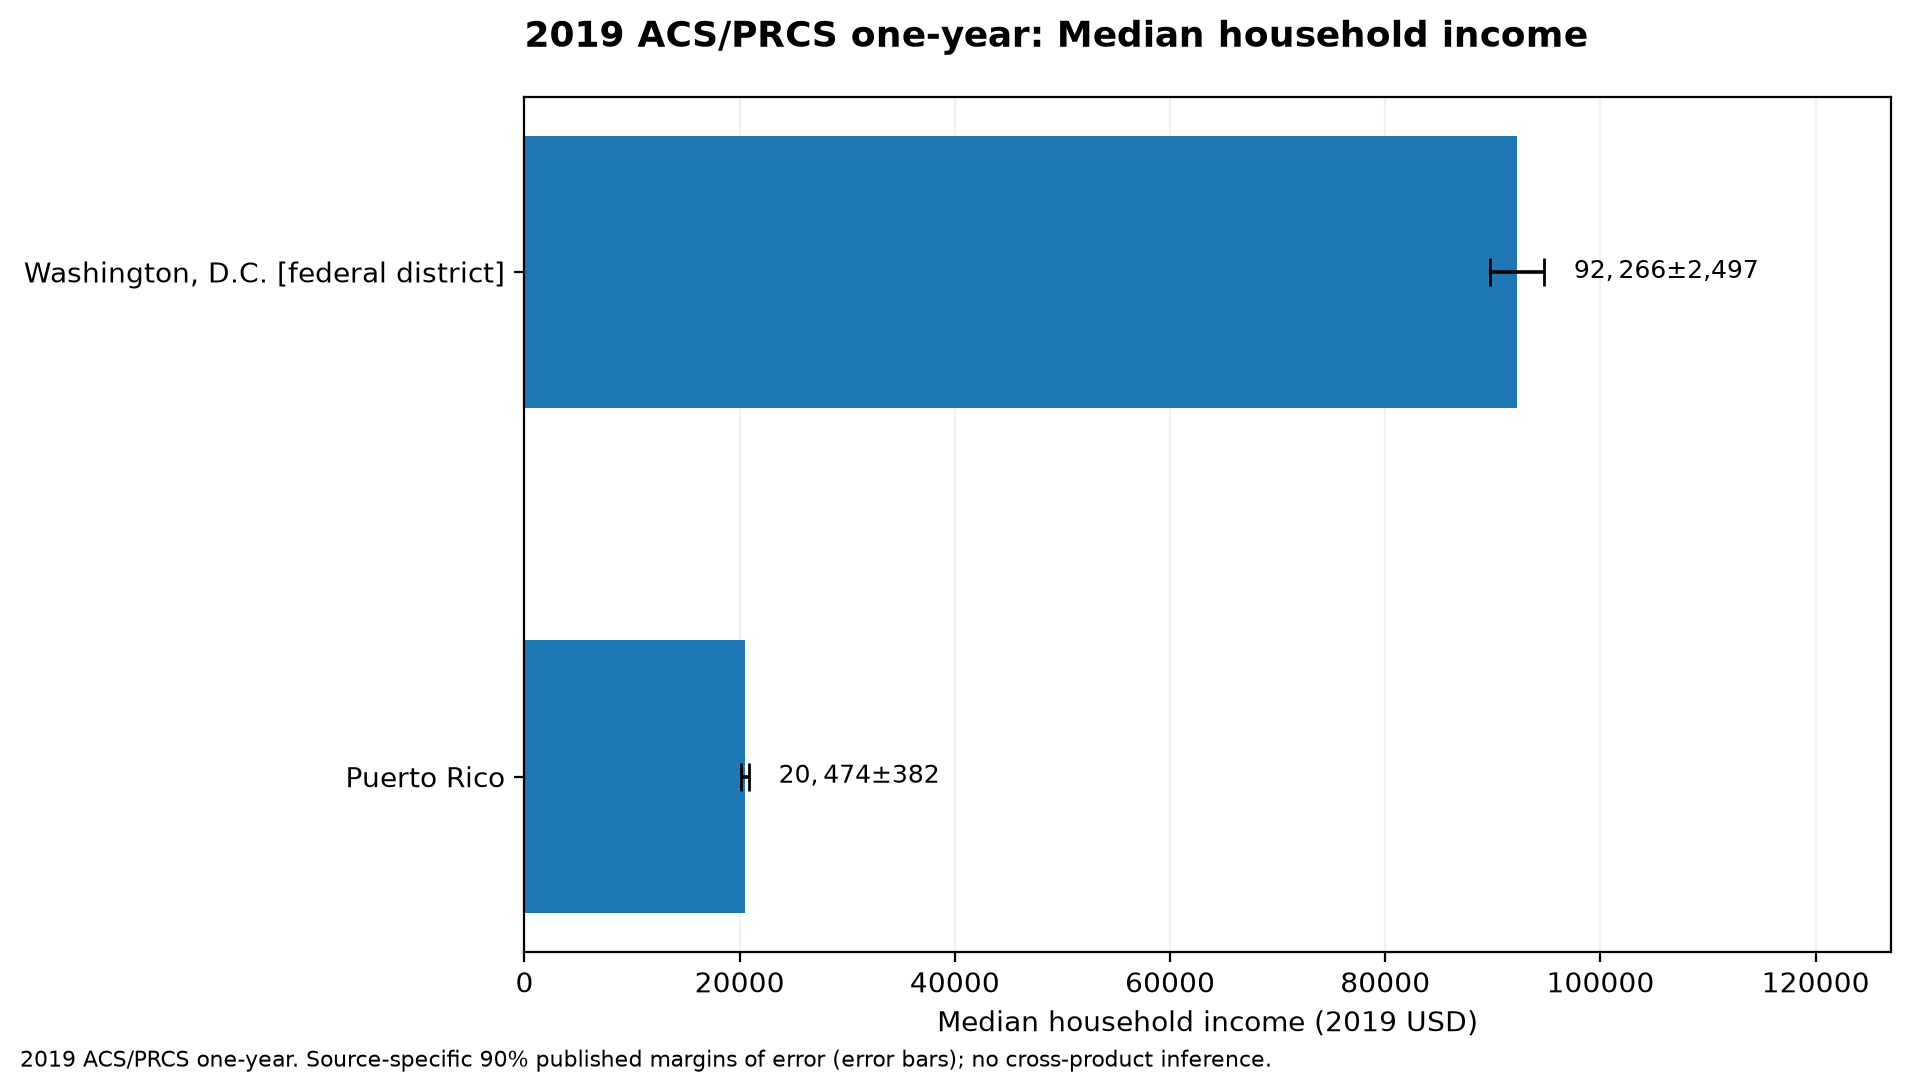 2019 ACS/PRCS one-year: Median household income
Washington, D.C. [federal district]
92, 266±2,497
Puerto Rico
20, 474±382
0 20000 40000 60000 80000 100000 120000
Median household income (2019 USD)
2019 ACS/PRCS one-year. Source-specific 90% published margins of error (error bars); no cross-product inference.